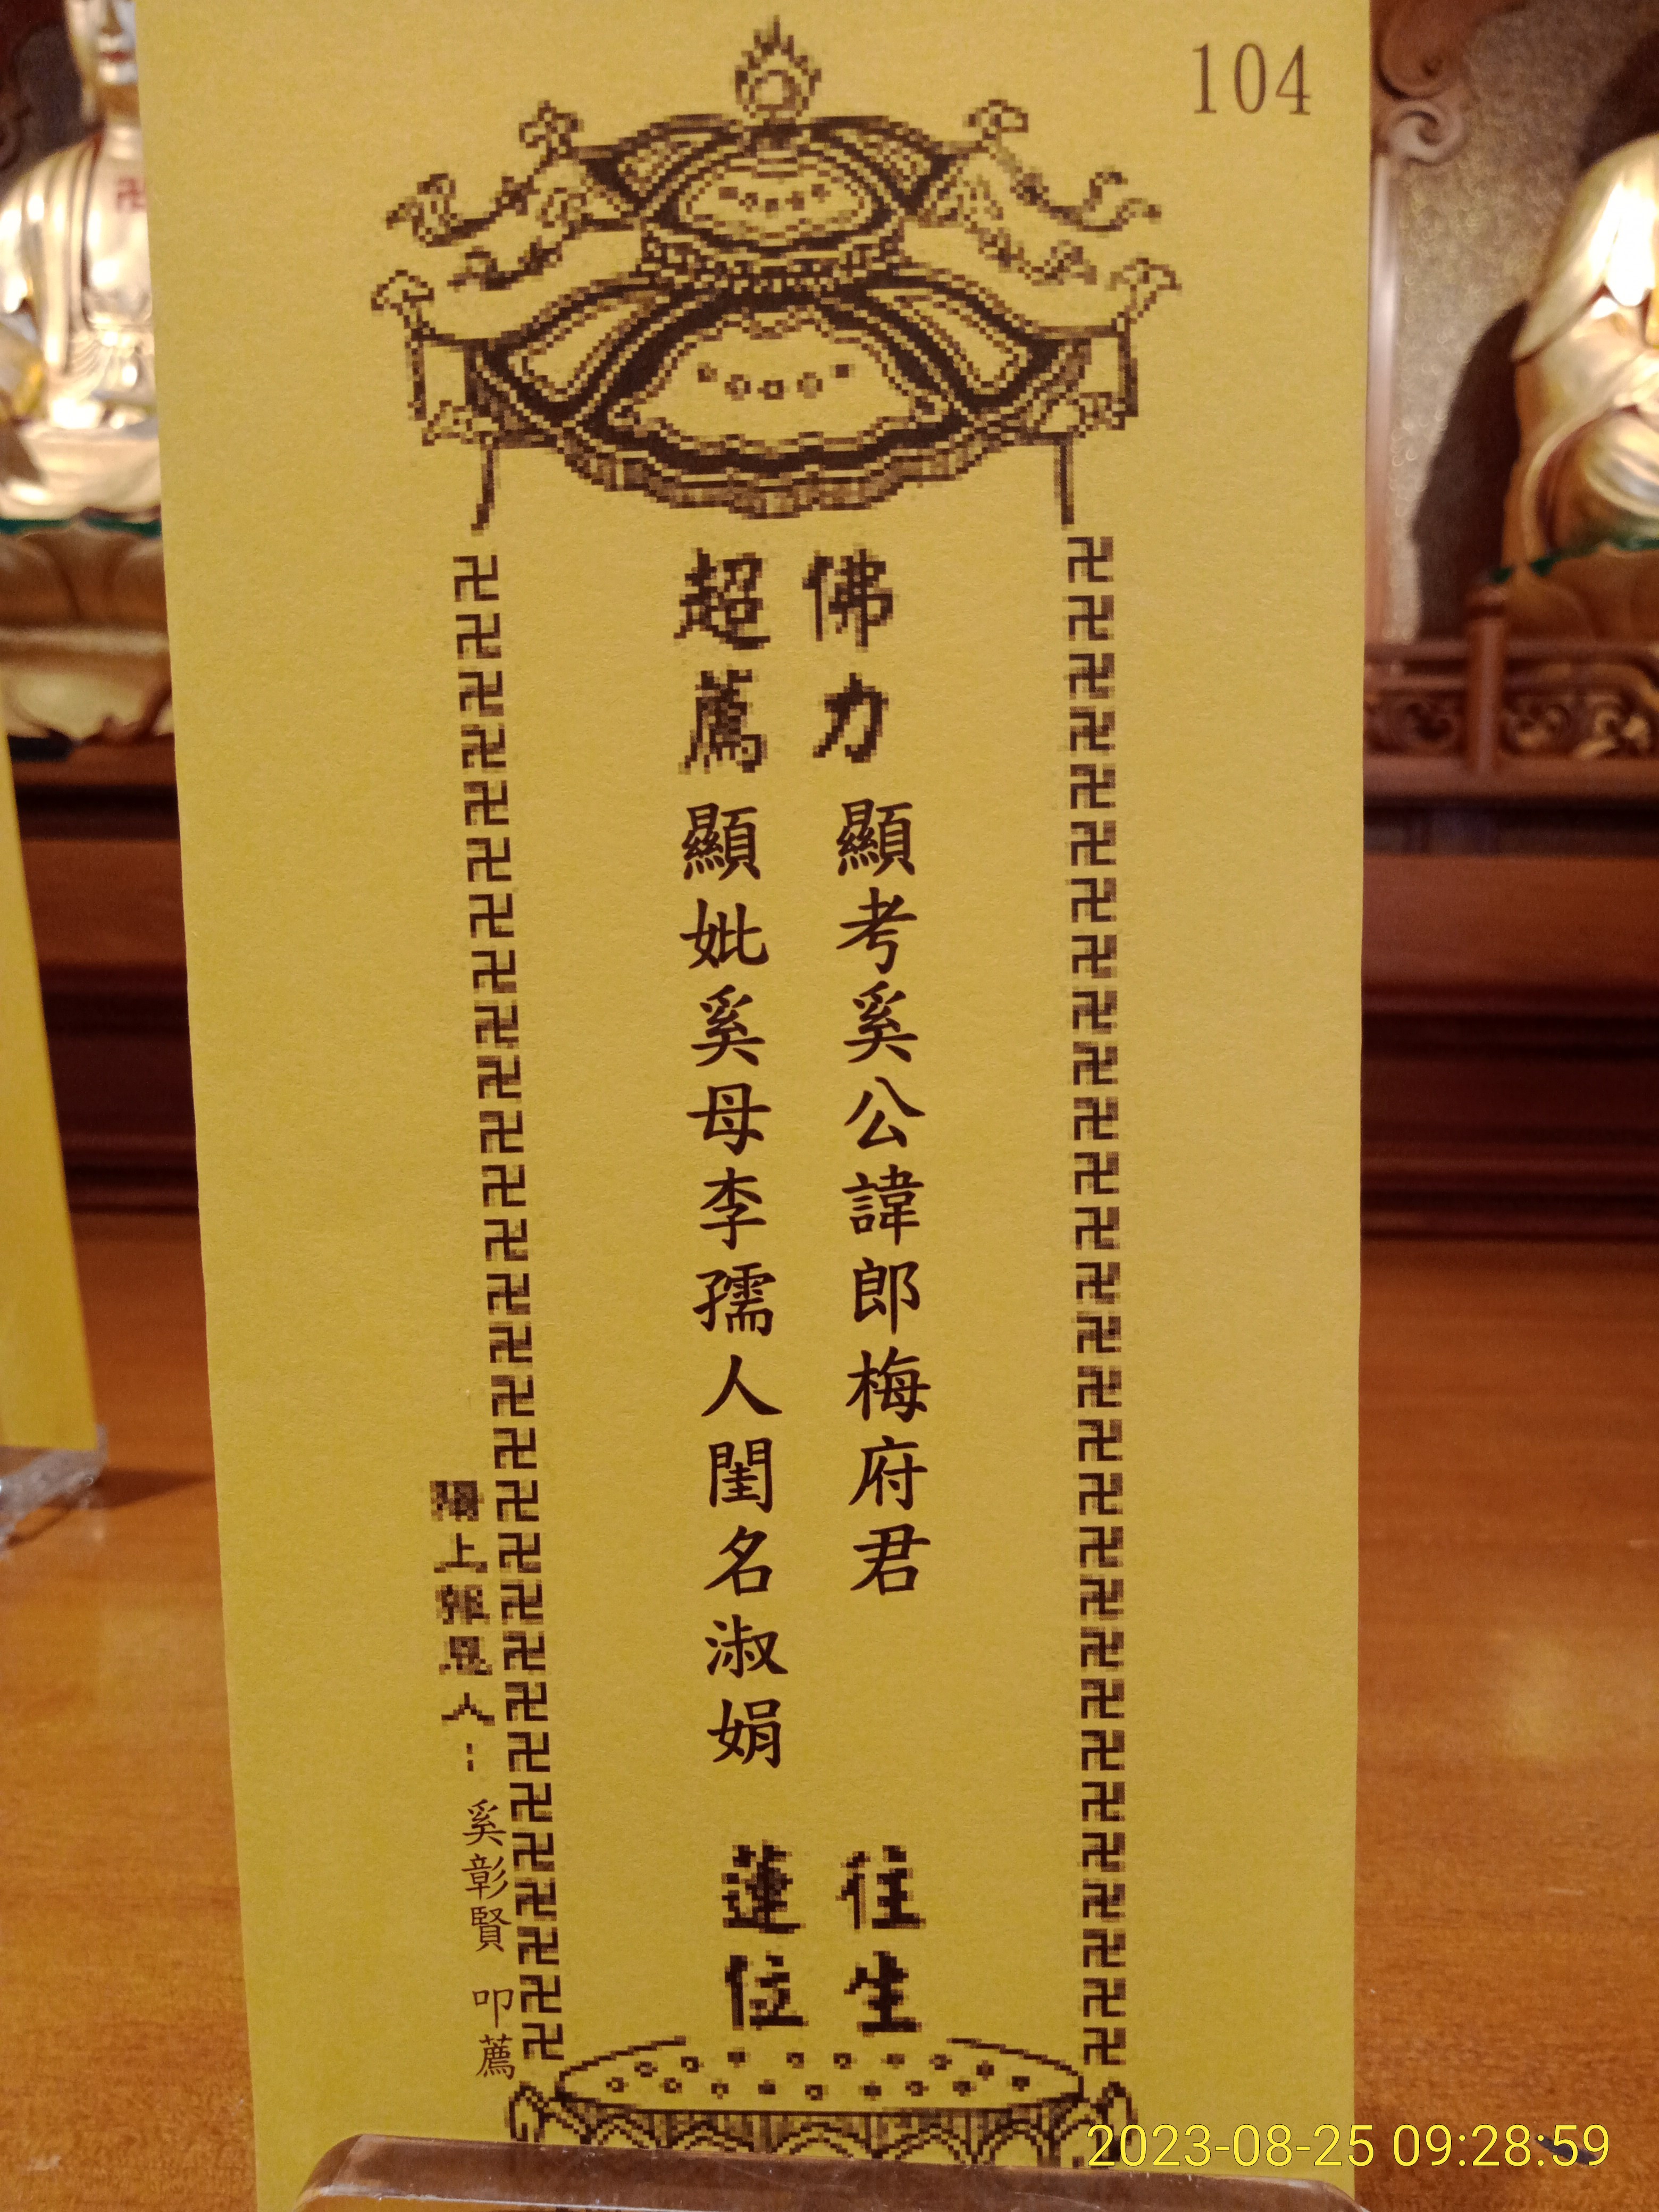 104
佛力 顯考奚公諱郎梅府君 往生
超薦 顯妣奚母李孺人閨名淑娟 蓮位
陽上報恩人: 奚彰賢 叩薦
2023-08-25 09:28:59